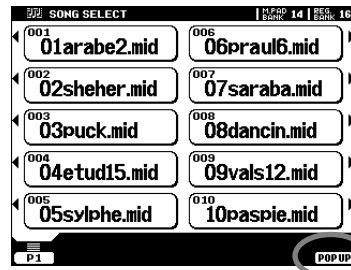 SONG SELECT
M.PAD BANK 14 REG. BANK 16
001
01arabe2.mid
006
06praul6.mid
002
02sheher.mid
007
07saraba.mid
003
03puck.mid
008
08dancin.mid
004
04etud15.mid
009
09vals12.mid
005
05sylphe.mid
010
10paspie.mid
P1
POP UP